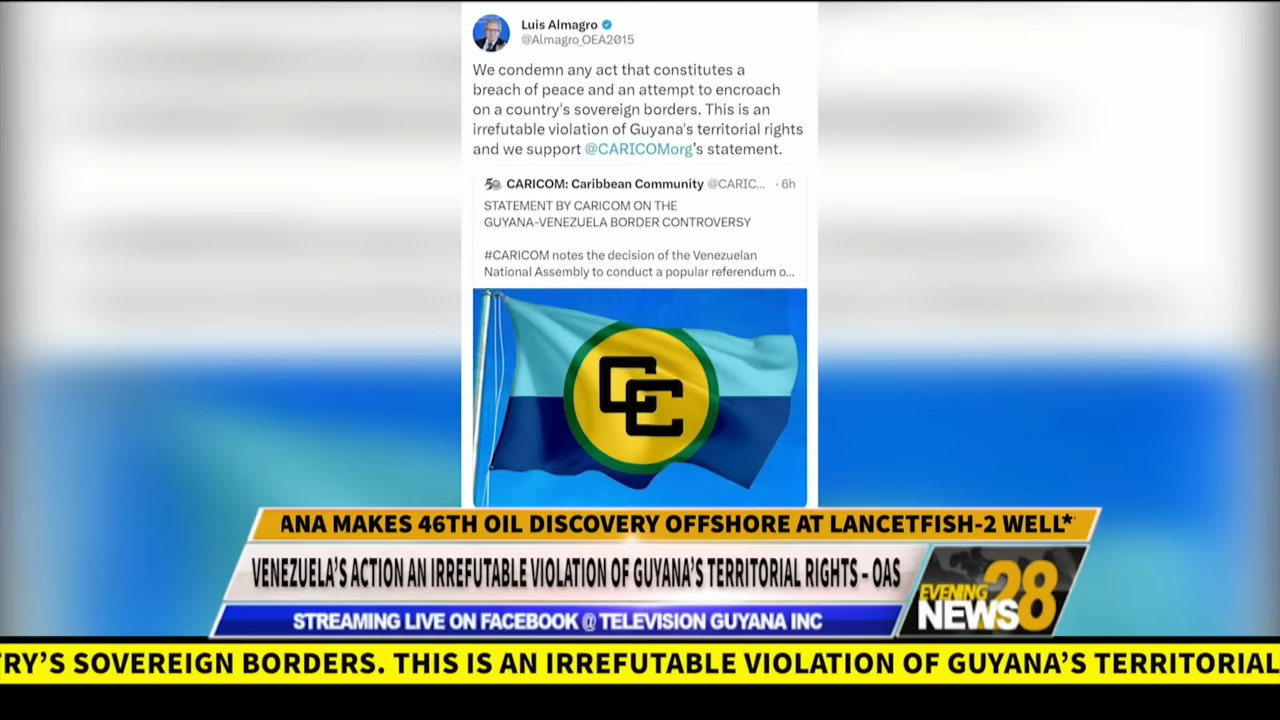 Luis Almagro
@Almagro_OEA2015
We condemn any act that constitutes a
breach of peace and an attempt to encroach
on a country's sovereign borders. This is an
irrefutable violation of Guyana's territorial rights
and we support @CARICOMorg's statement.
50 CARICOM: Caribbean Community @CARIC... · 6h
STATEMENT BY CARICOM ON THE
GUYANA-VENEZUELA BORDER CONTROVERSY
#CARICOM notes the decision of the Venezuelan
National Assembly to conduct a popular referendum o...
CC
ANA MAKES 46TH OIL DISCOVERY OFFSHORE AT LANCETFISH-2 WELL*
VENEZUELA'S ACTION AN IRREFUTABLE VIOLATION OF GUYANA'S TERRITORIAL RIGHTS – OAS
STREAMING LIVE ON FACEBOOK @ TELEVISION GUYANA INC
EVENING
NEWS 28
TRY'S SOVEREIGN BORDERS. THIS IS AN IRREFUTABLE VIOLATION OF GUYANA'S TERRITORIAL